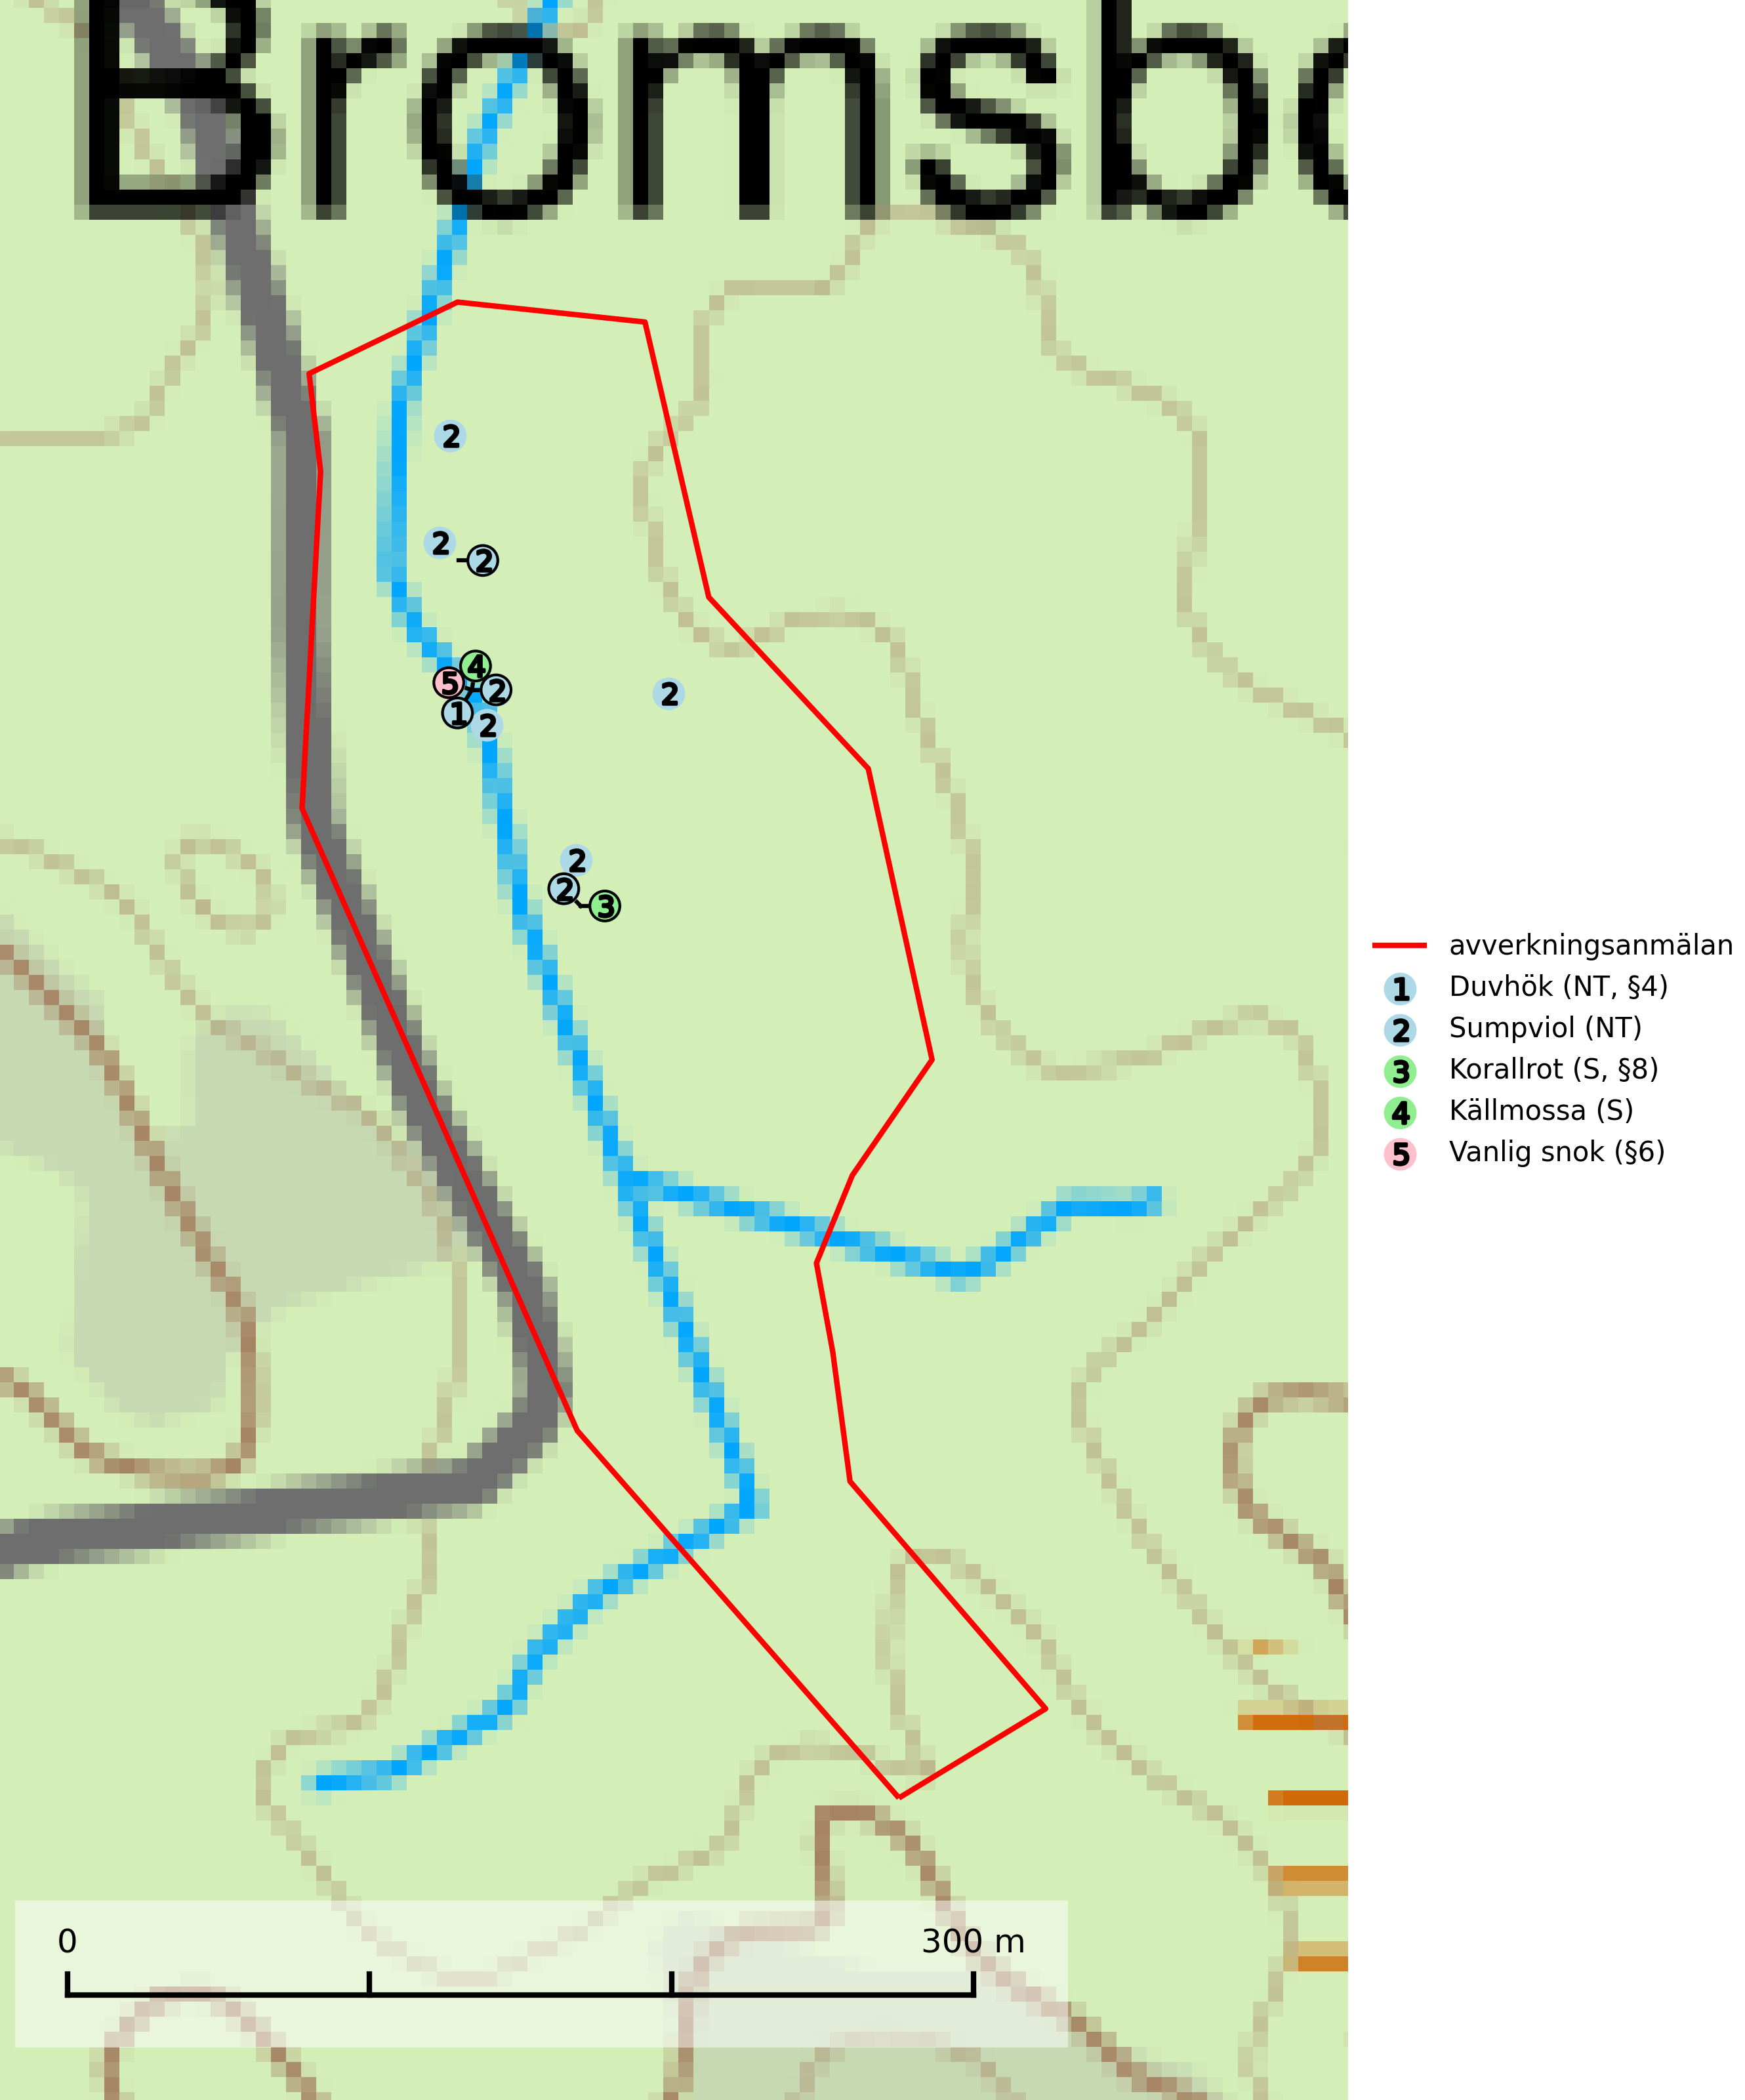 Bromsb
2
2
2
4
5
2
2
1
2
2
2
3
avverkningsanmälan
1 Duvhök (NT, §4)
2 Sumpviol (NT)
3 Korallrot (S, §8)
4 Källmossa (S)
5 Vanlig snok (§6)
0 300 m